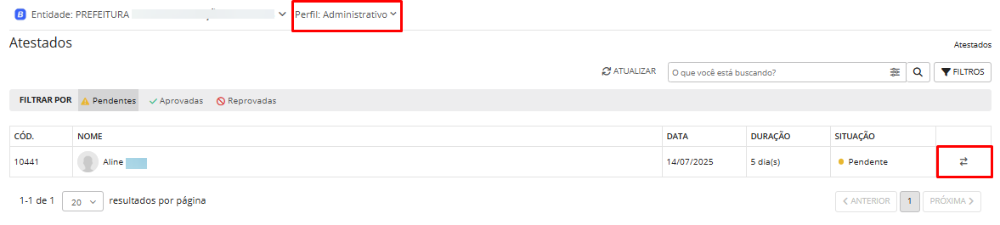 B Entidade: PREFEITURA Perfil: Administrativo
Atestados Atestados
ATUALIZAR O que você está buscando? FILTROS
FILTRAR POR Pendentes Aprovadas Reprovadas
CÓD. NOME DATA DURAÇÃO SITUAÇÃO
10441 Aline 14/07/2025 5 dia(s) Pendente
1-1 de 1 20 resultados por página ANTERIOR 1 PRÓXIMA